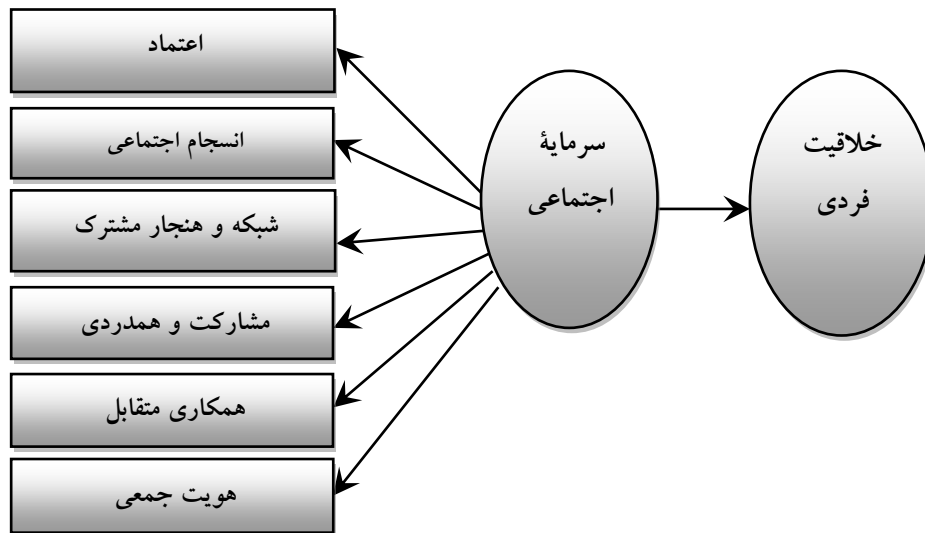 اعتماد
انسجام اجتماعی
شبکه و هنجار مشترک
مشارکت و همدردی
همکاری متقابل
هویت جمعی
سرمایهٔ
اجتماعی
خلاقیت
فردی